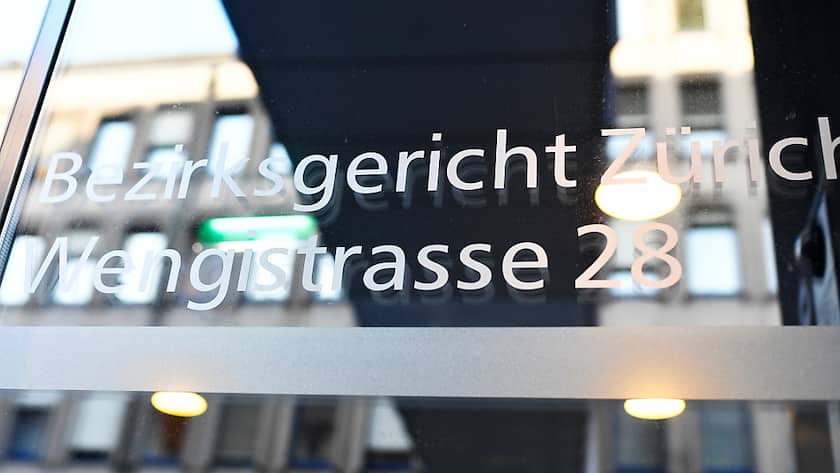 Bezirksgericht Zürich
Wengistrasse 28